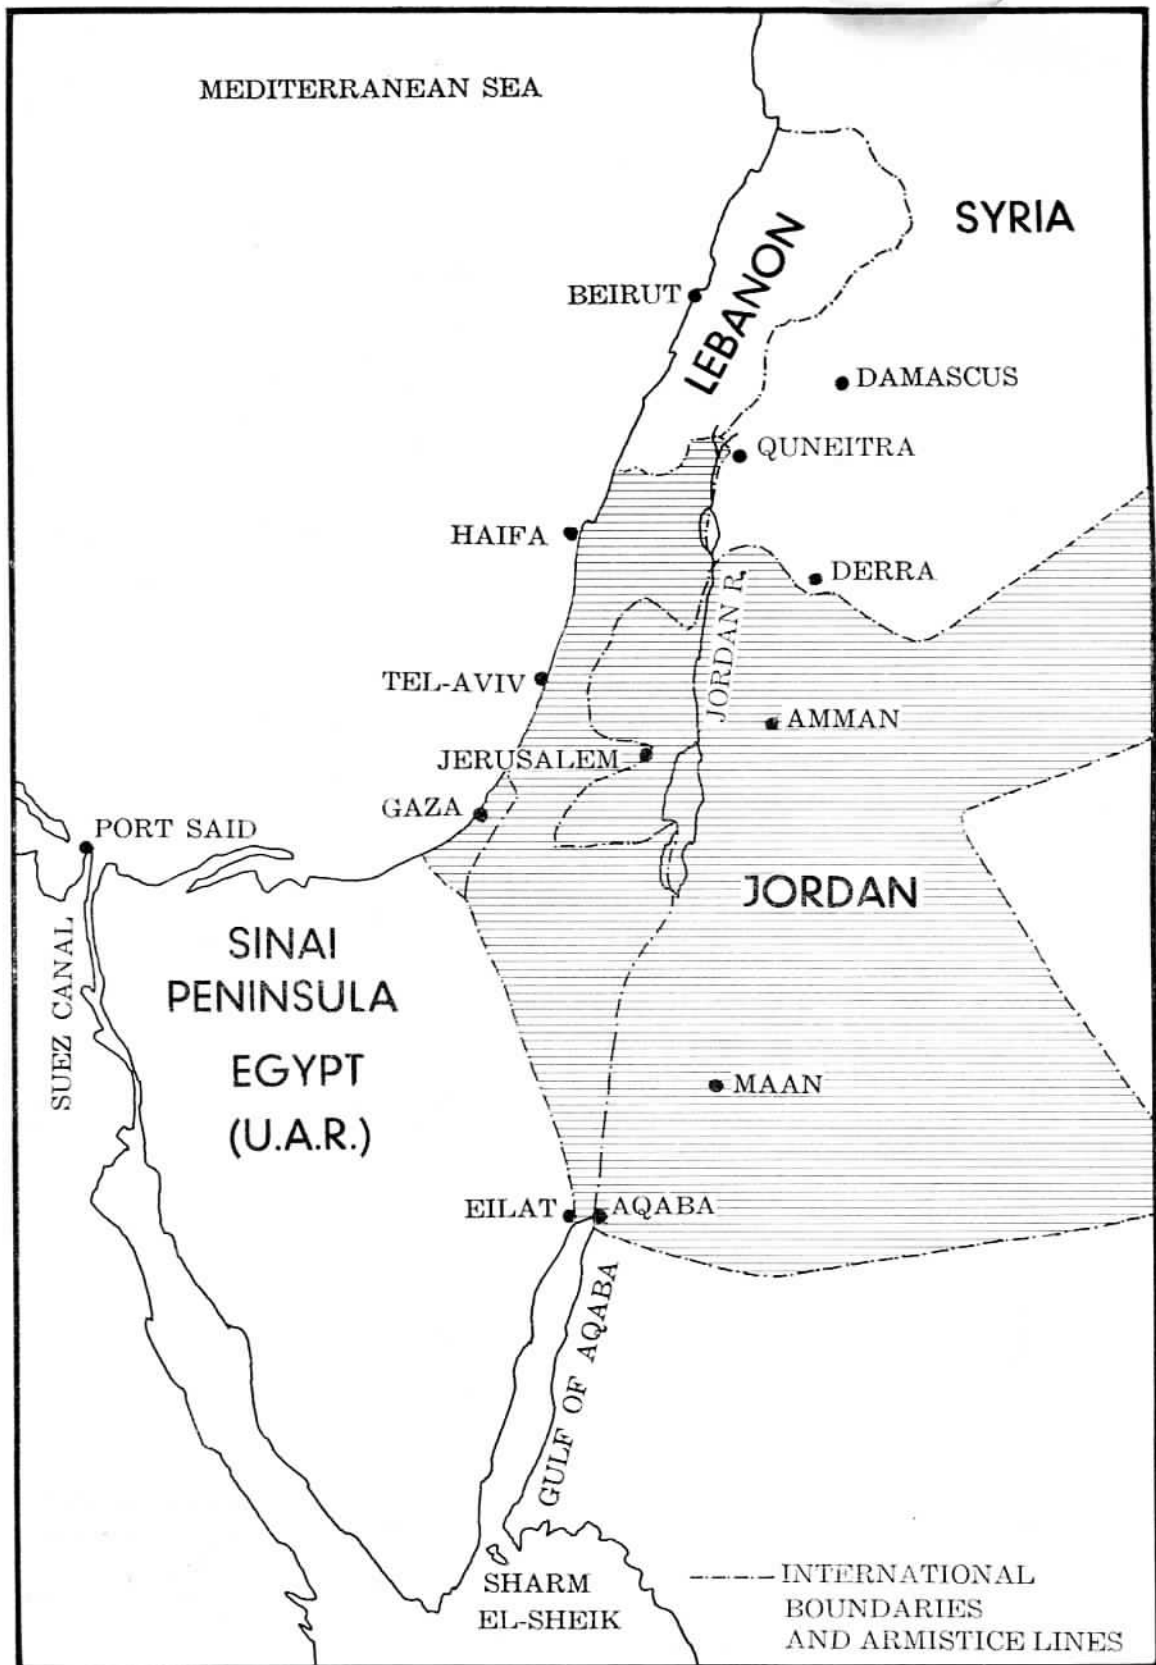 MEDITERRANEAN SEA
SYRIA
LEBANON
BEIRUT
DAMASCUS
QUNEITRA
HAIFA
DERRA
JORDAN R.
TEL-AVIV
AMMAN
JERUSALEM
GAZA
PORT SAID
JORDAN
SUEZ CANAL
SINAI
PENINSULA
EGYPT
(U.A.R.)
MAAN
EILAT
AQABA
GULF OF AQABA
SHARM
EL-SHEIK
INTERNATIONAL
BOUNDARIES
AND ARMISTICE LINES